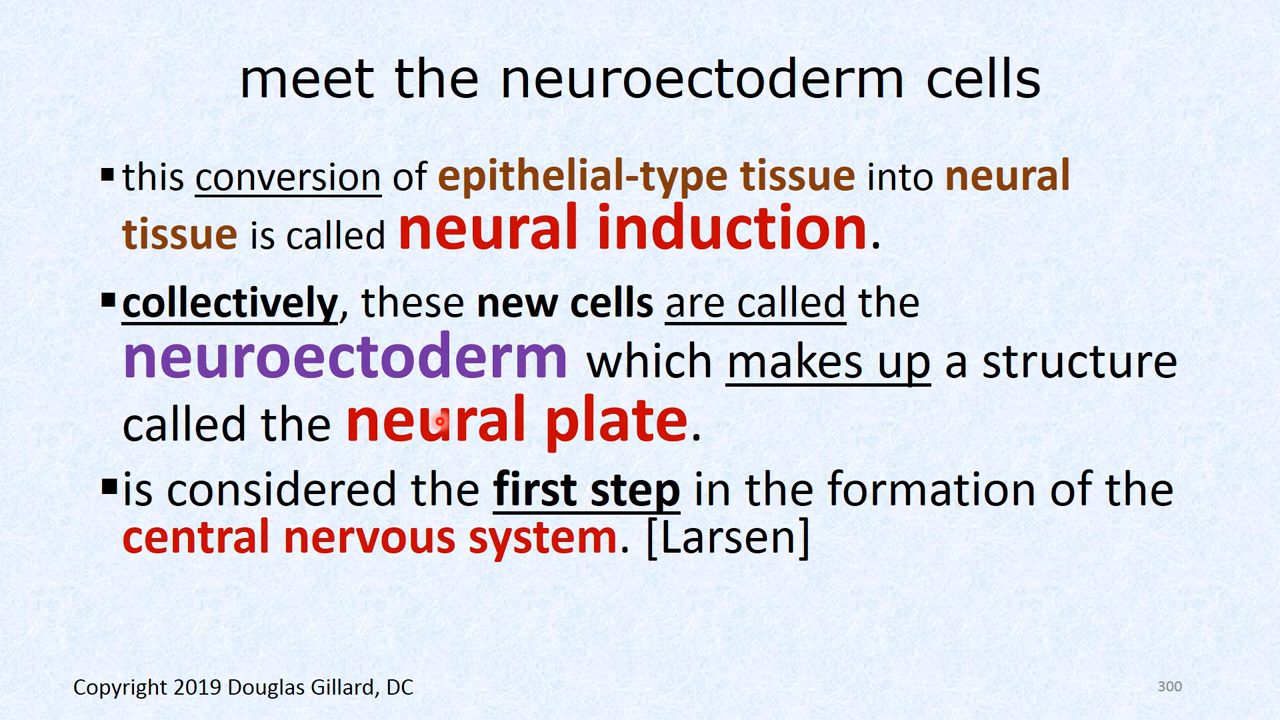 meet the neuroectoderm cells
▪this conversion of epithelial-type tissue into neural
tissue is called neural induction.
▪collectively, these new cells are called the
neuroectoderm which makes up a structure
called the neural plate.
▪is considered the first step in the formation of the
central nervous system. [Larsen]
Copyright 2019 Douglas Gillard, DC
300